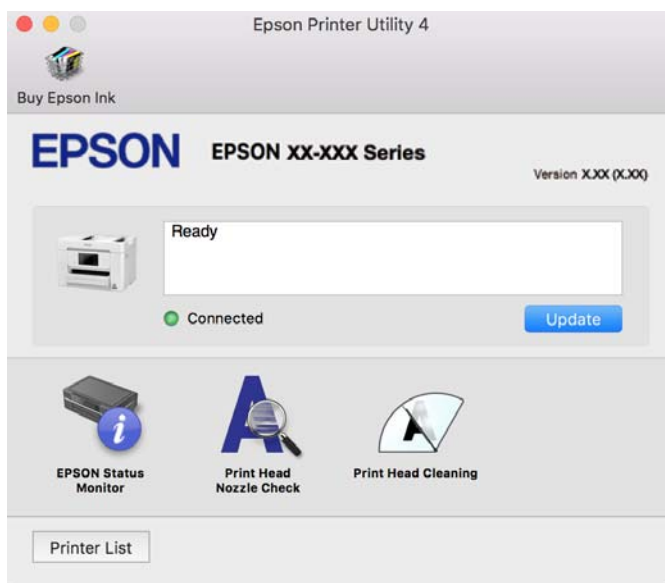 Epson Printer Utility 4
Buy Epson Ink
EPSON
EPSON XX-XXX Series
Version X.XX (X.XX)
Ready
Connected
Update
EPSON Status
Monitor
Print Head
Nozzle Check
Print Head Cleaning
Printer List